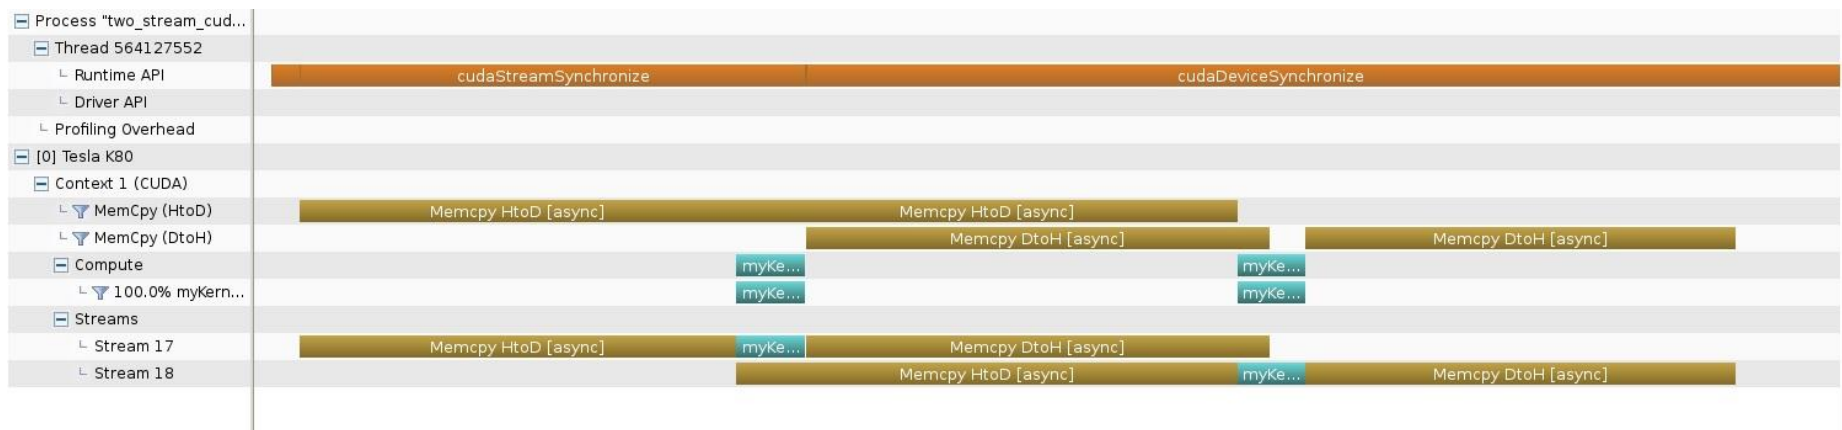 Process "two_stream_cud...
Thread 564127552
Runtime API cudaStreamSynchronize cudaDeviceSynchronize
Driver API
Profiling Overhead
[0] Tesla K80
Context 1 (CUDA)
MemCpy (HtoD) Memcpy HtoD [async] Memcpy HtoD [async]
MemCpy (DtoH) Memcpy DtoH [async] Memcpy DtoH [async]
Compute myKe... myKe...
100.0% myKern... myKe... myKe...
Streams
Stream 17 Memcpy HtoD [async] myKe... Memcpy DtoH [async]
Stream 18 Memcpy HtoD [async] myKe... Memcpy DtoH [async]